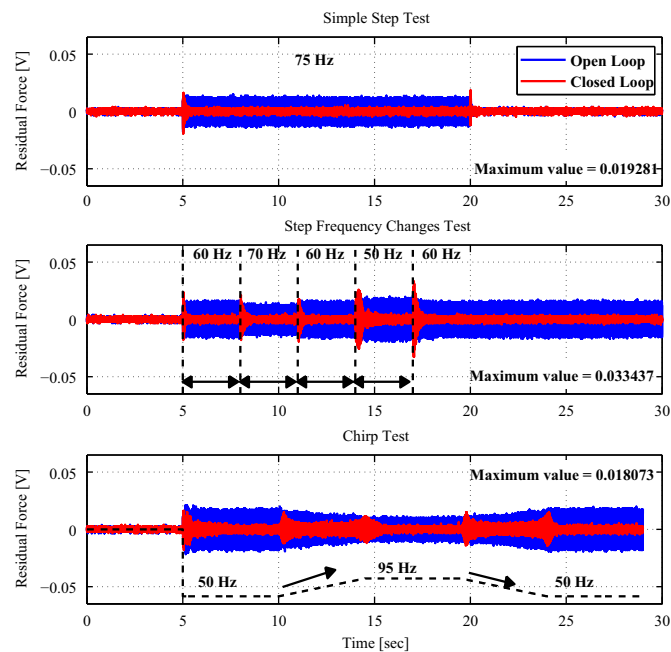 Simple Step Test
Residual Force [V]
0.05
0
−0.05
75 Hz
Open Loop
Closed Loop
Maximum value = 0.019281
0 5 10 15 20 25 30
Step Frequency Changes Test
Residual Force [V]
0.05
0
−0.05
60 Hz 70 Hz 60 Hz 50 Hz 60 Hz
Maximum value = 0.033437
0 5 10 15 20 25 30
Chirp Test
Residual Force [V]
0.05
0
−0.05
Maximum value = 0.018073
50 Hz 95 Hz 50 Hz
0 5 10 15 20 25 30
Time [sec]